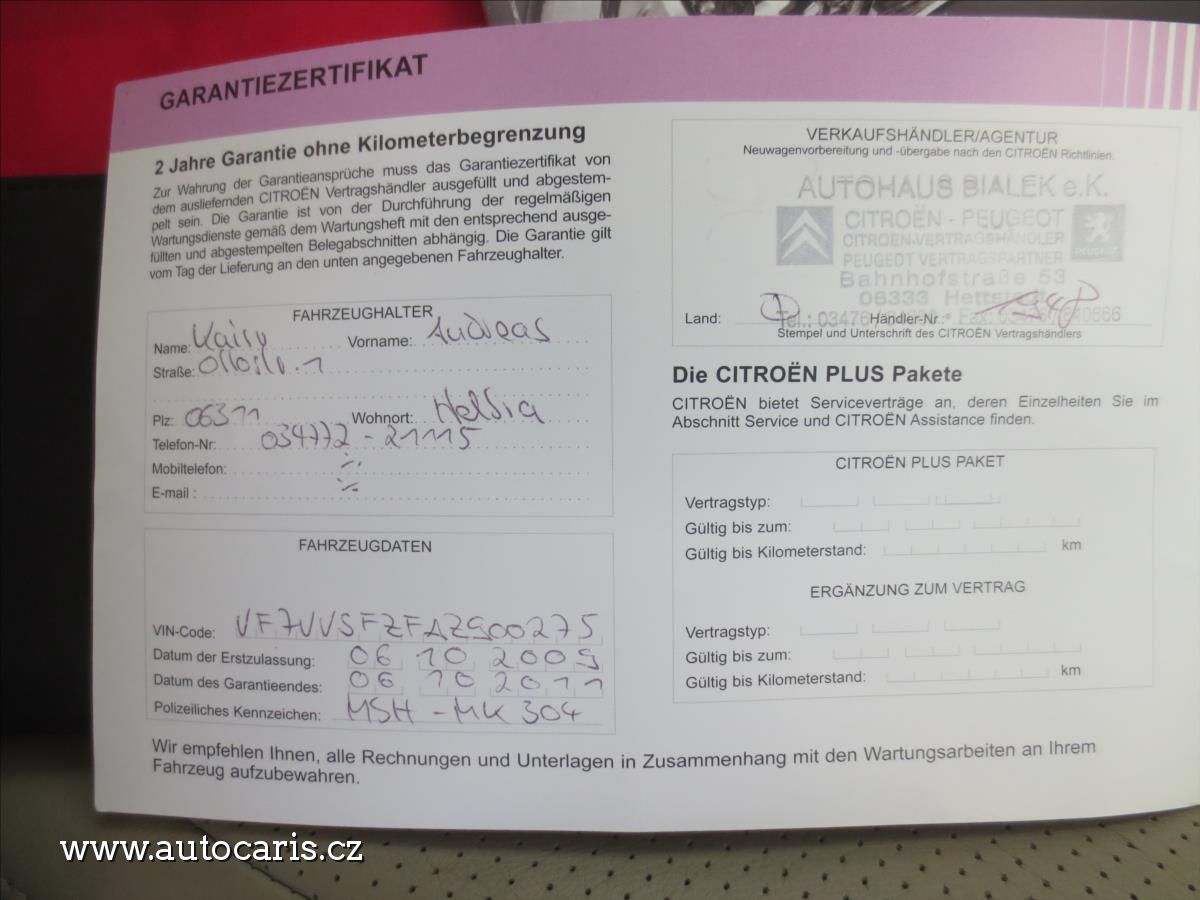 GARANTIEZERTIFIKAT
2 Jahre Garantie ohne Kilometerbegrenzung
Zur Wahrung der Garantieansprüche muss das Garantiezertifikat von
dem ausliefernden CITROËN Vertragshändler ausgefüllt und abgestem-
pelt sein. Die Garantie ist von der Durchführung der regelmäßigen
Wartungsdienste gemäß dem Wartungsheft mit den entsprechend ausge-
füllten und abgestempelten Belegabschnitten abhängig. Die Garantie gilt
vom Tag der Lieferung an den unten angegebenen Fahrzeughalter.
FAHRZEUGHALTER
Name: Vorname: Andreas
Straße:
Plz: 06311 Wohnort: Helbra
Telefon-Nr: 034772 - 21115
Mobiltelefon:
E-mail :
FAHRZEUGDATEN
VIN-Code: VF7VVSFZFAZ900275
Datum der Erstzulassung: 06 10 2009
Datum des Garantieendes: 06 10 2011
Polizeiliches Kennzeichen: MSH - MK 304
VERKAUFSHÄNDLER/AGENTUR
Neuwagenvorbereitung und -übergabe nach den CITROËN Richtlinien.
AUTOHAUS BIALEK e.K.
CITROËN - PEUGEOT
CITROËN-VERTRAGSHÄNDLER
PEUGEOT VERTRAGSPARTNER
Bahnhofstraße 53
06333 Hettstedt
Land: D Händler-Nr.:
Tel.: 03476 Fax:
Stempel und Unterschrift des CITROËN Vertragshändlers
Die CITROËN PLUS Pakete
CITROËN bietet Serviceverträge an, deren Einzelheiten Sie im
Abschnitt Service und CITROËN Assistance finden.
CITROËN PLUS PAKET
Vertragstyp:
Gültig bis zum:
Gültig bis Kilometerstand: km
ERGÄNZUNG ZUM VERTRAG
Vertragstyp:
Gültig bis zum:
Gültig bis Kilometerstand: km
Wir empfehlen Ihnen, alle Rechnungen und Unterlagen in Zusammenhang mit den Wartungsarbeiten an Ihrem
Fahrzeug aufzubewahren.
www.autocaris.cz